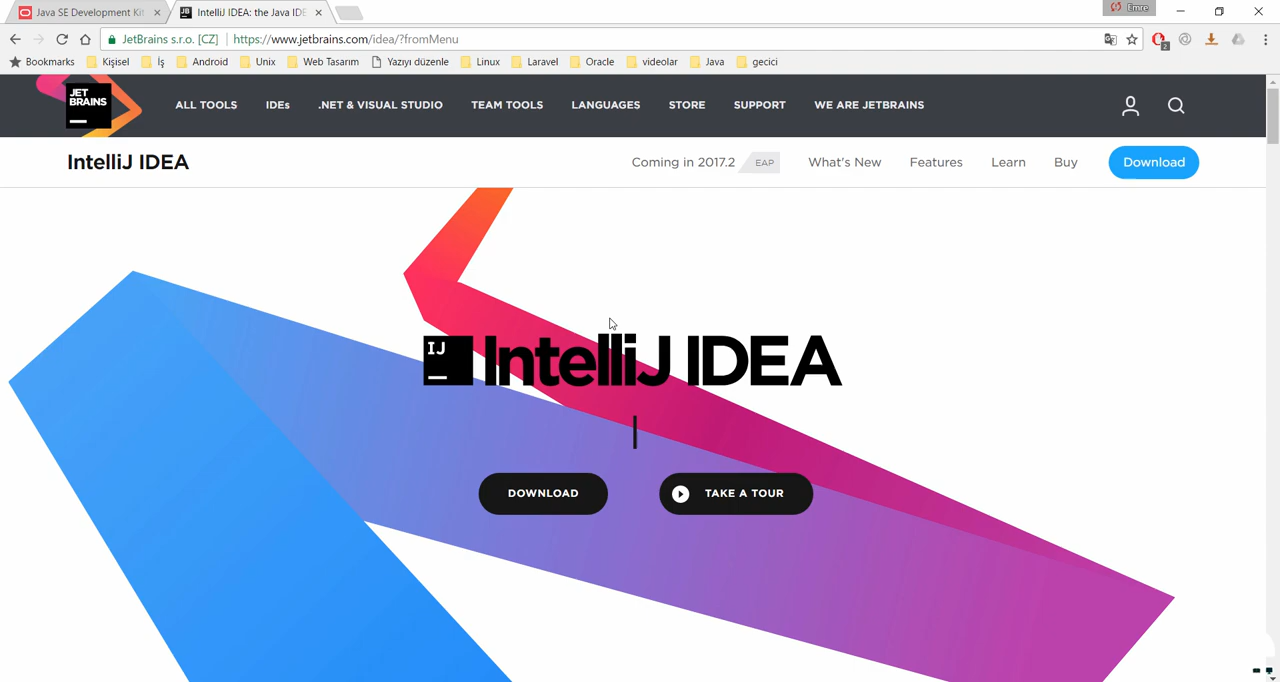 Java SE Development Kit
IntelliJ IDEA: the Java IDE
Emre
JetBrains s.r.o. [CZ]
https://www.jetbrains.com/idea/?fromMenu
2
Bookmarks
Kişisel
İş
Android
Unix
Web Tasarım
Yazıyı düzenle
Linux
Laravel
Oracle
videolar
Java
gecici
JET
BRAINS
ALL TOOLS
IDEs
.NET & VISUAL STUDIO
TEAM TOOLS
LANGUAGES
STORE
SUPPORT
WE ARE JETBRAINS
IntelliJ IDEA
Coming in 2017.2
EAP
What's New
Features
Learn
Buy
Download
IJ
IntelliJ IDEA
DOWNLOAD
TAKE A TOUR